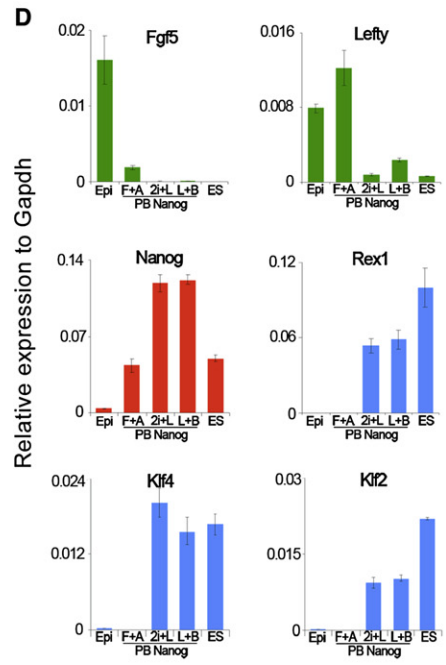 D
Relative expression to Gapdh
Fgf5
0.02
0.01
0
Epi F+A 2i+L L+B ES
PB Nanog
Lefty
0.016
0.008
0
Epi F+A 2i+L L+B ES
PB Nanog
Nanog
0.14
0.07
0
Epi F+A 2i+L L+B ES
PB Nanog
Rex1
0.12
0.06
0
Epi F+A 2i+L L+B ES
PB Nanog
Klf4
0.024
0.012
0
Epi F+A 2i+L L+B ES
PB Nanog
Klf2
0.03
0.015
0
Epi F+A 2i+L L+B ES
PB Nanog